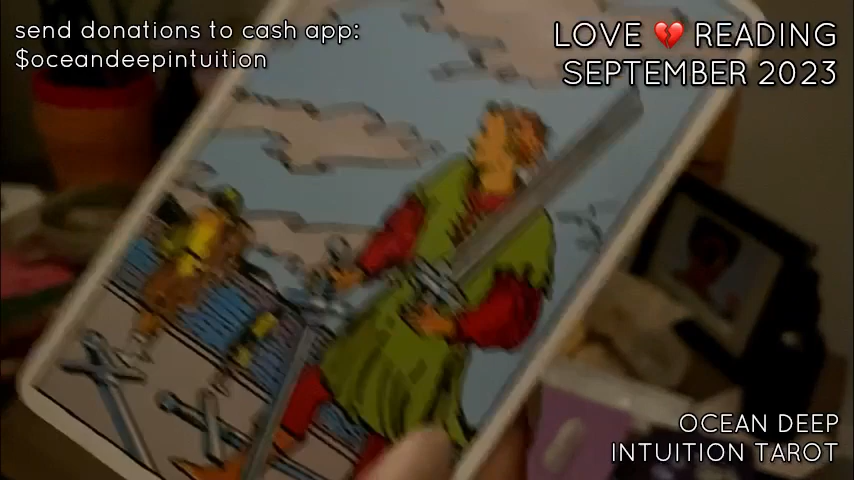 send donations to cash app:
$oceandeepintuition
LOVE 💔 READING
SEPTEMBER 2023
OCEAN DEEP
INTUITION TAROT